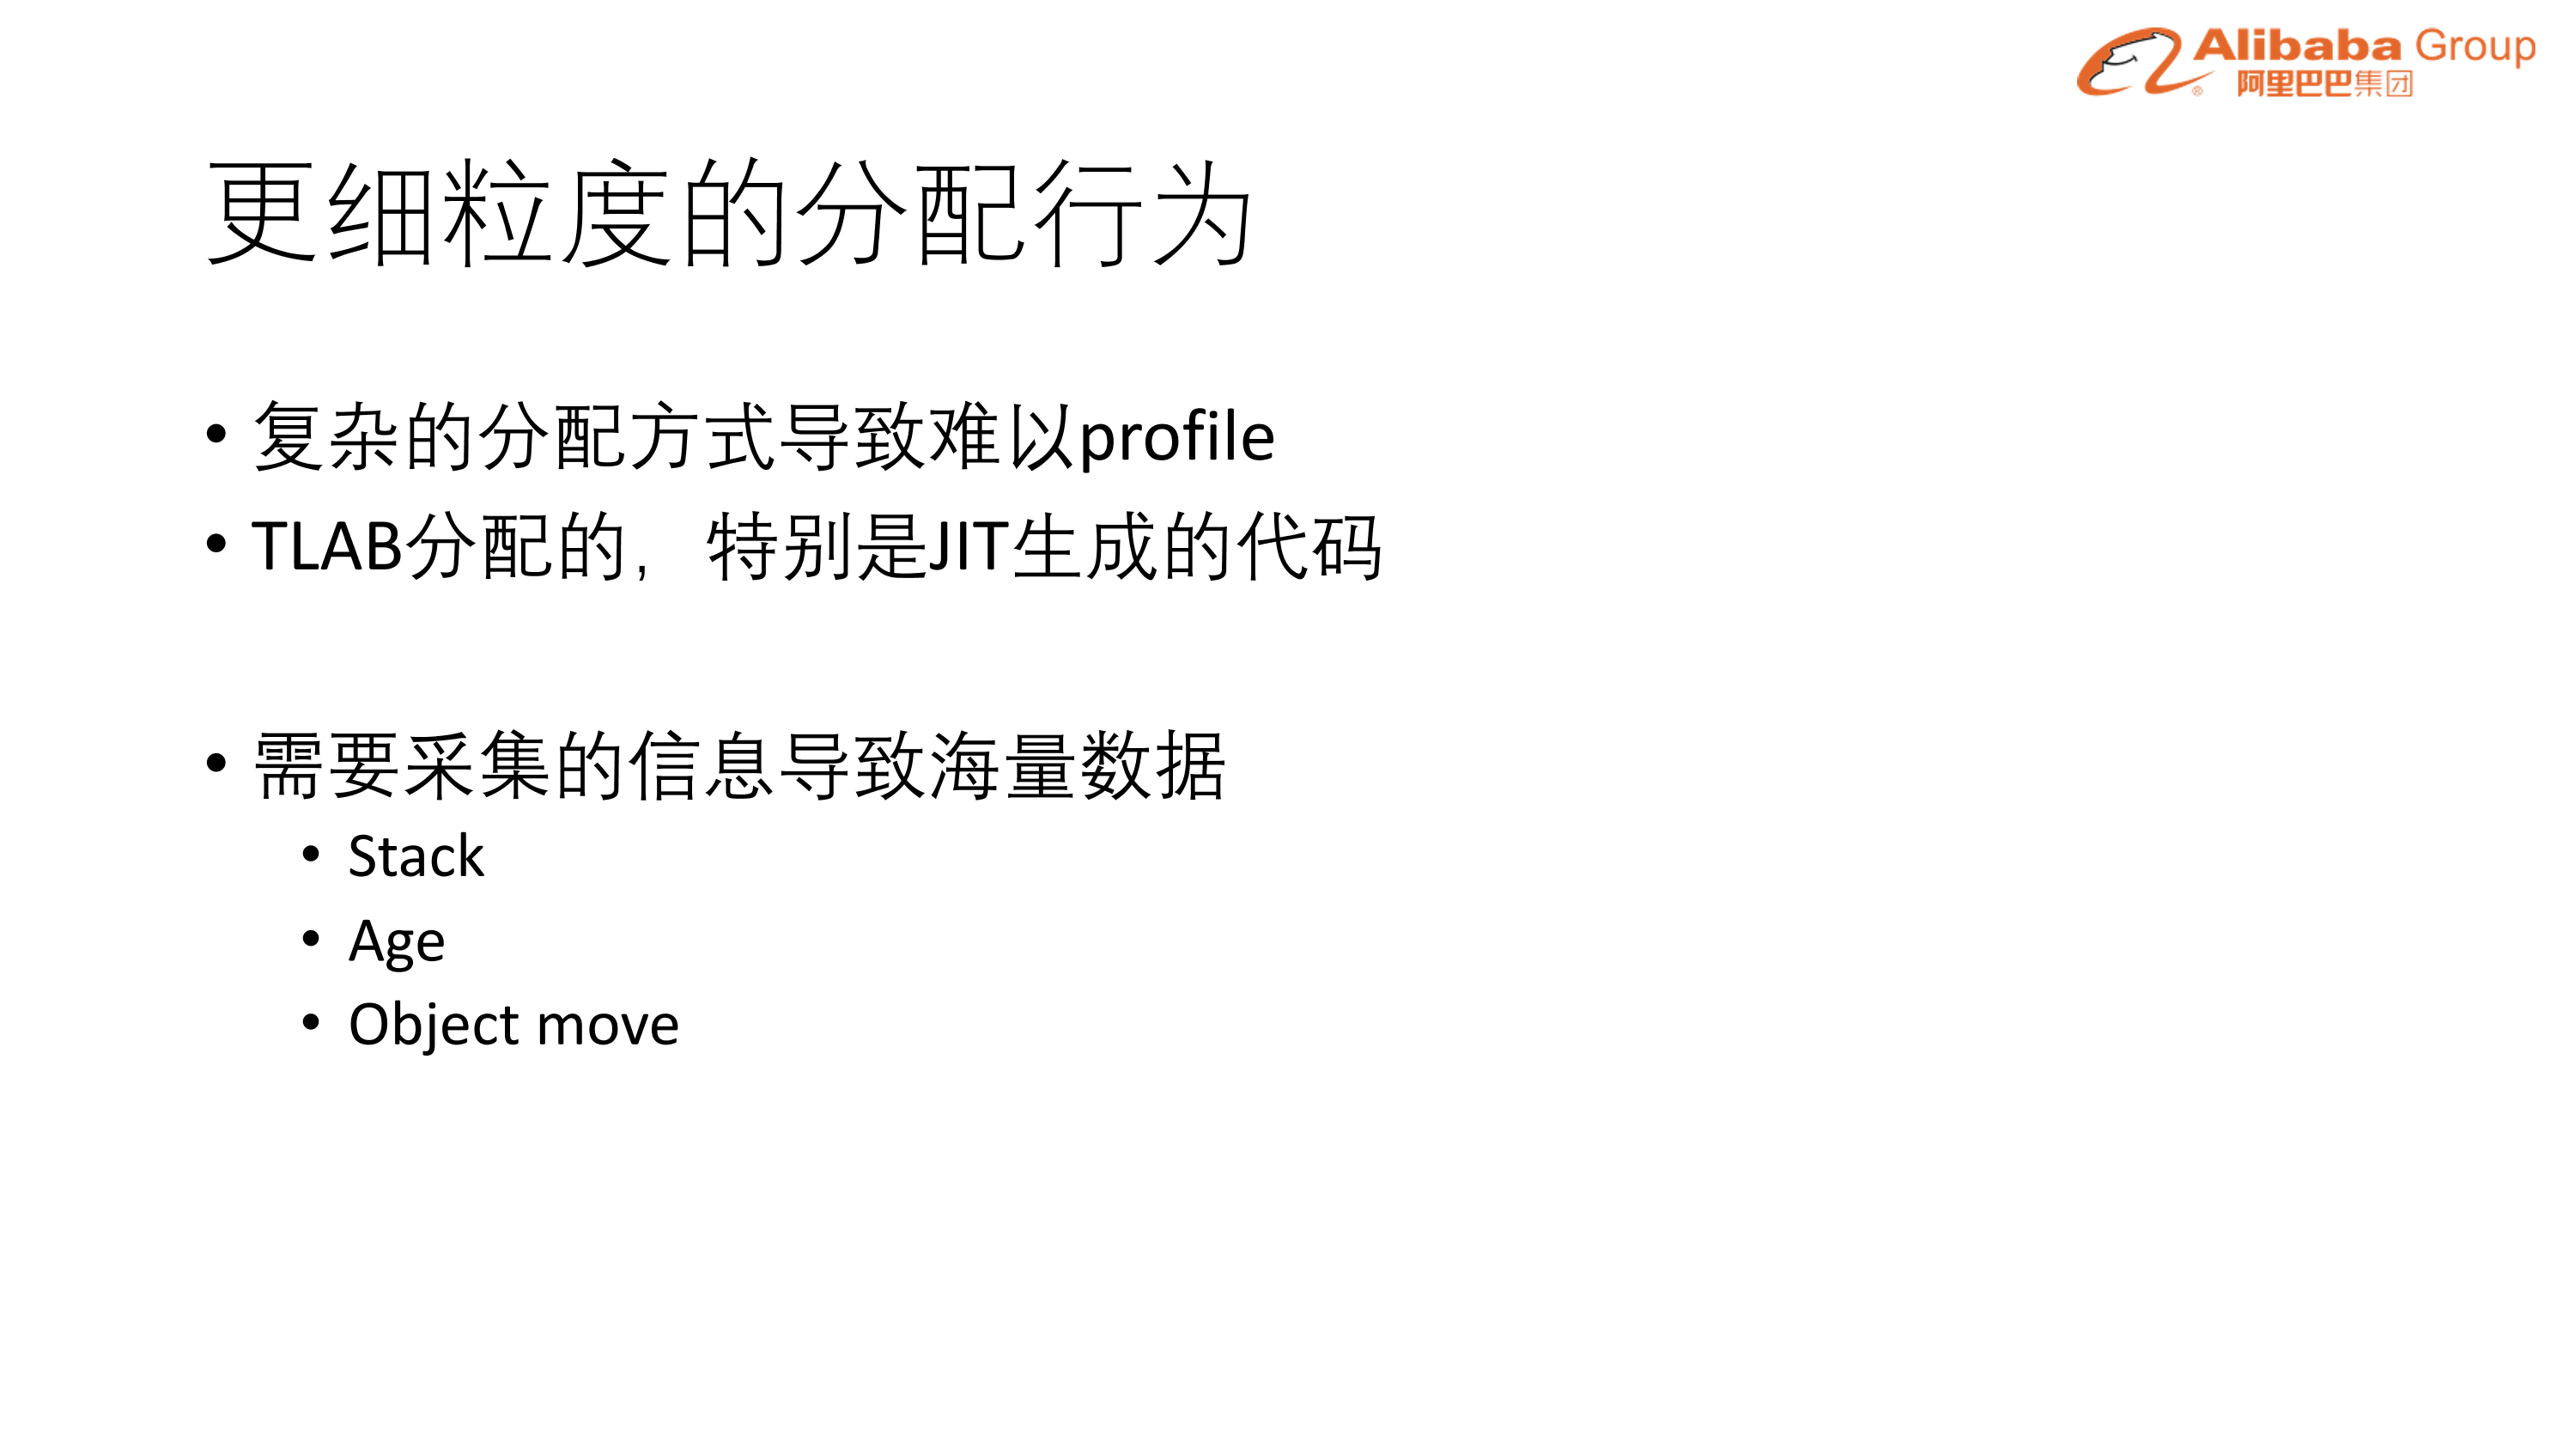 Alibaba Group
阿里巴巴集团
更细粒度的分配行为
• 复杂的分配方式导致难以profile
• TLAB分配的，特别是JIT生成的代码
• 需要采集的信息导致海量数据
• Stack
• Age
• Object move